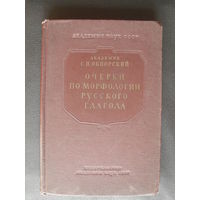 АКАДЕМИЯ НАУК СССР
АКАДЕМИК
С.П. ОБНОРСКИЙ
ОЧЕРКИ
ПО МОРФОЛОГИИ
РУССКОГО
ГЛАГОЛА